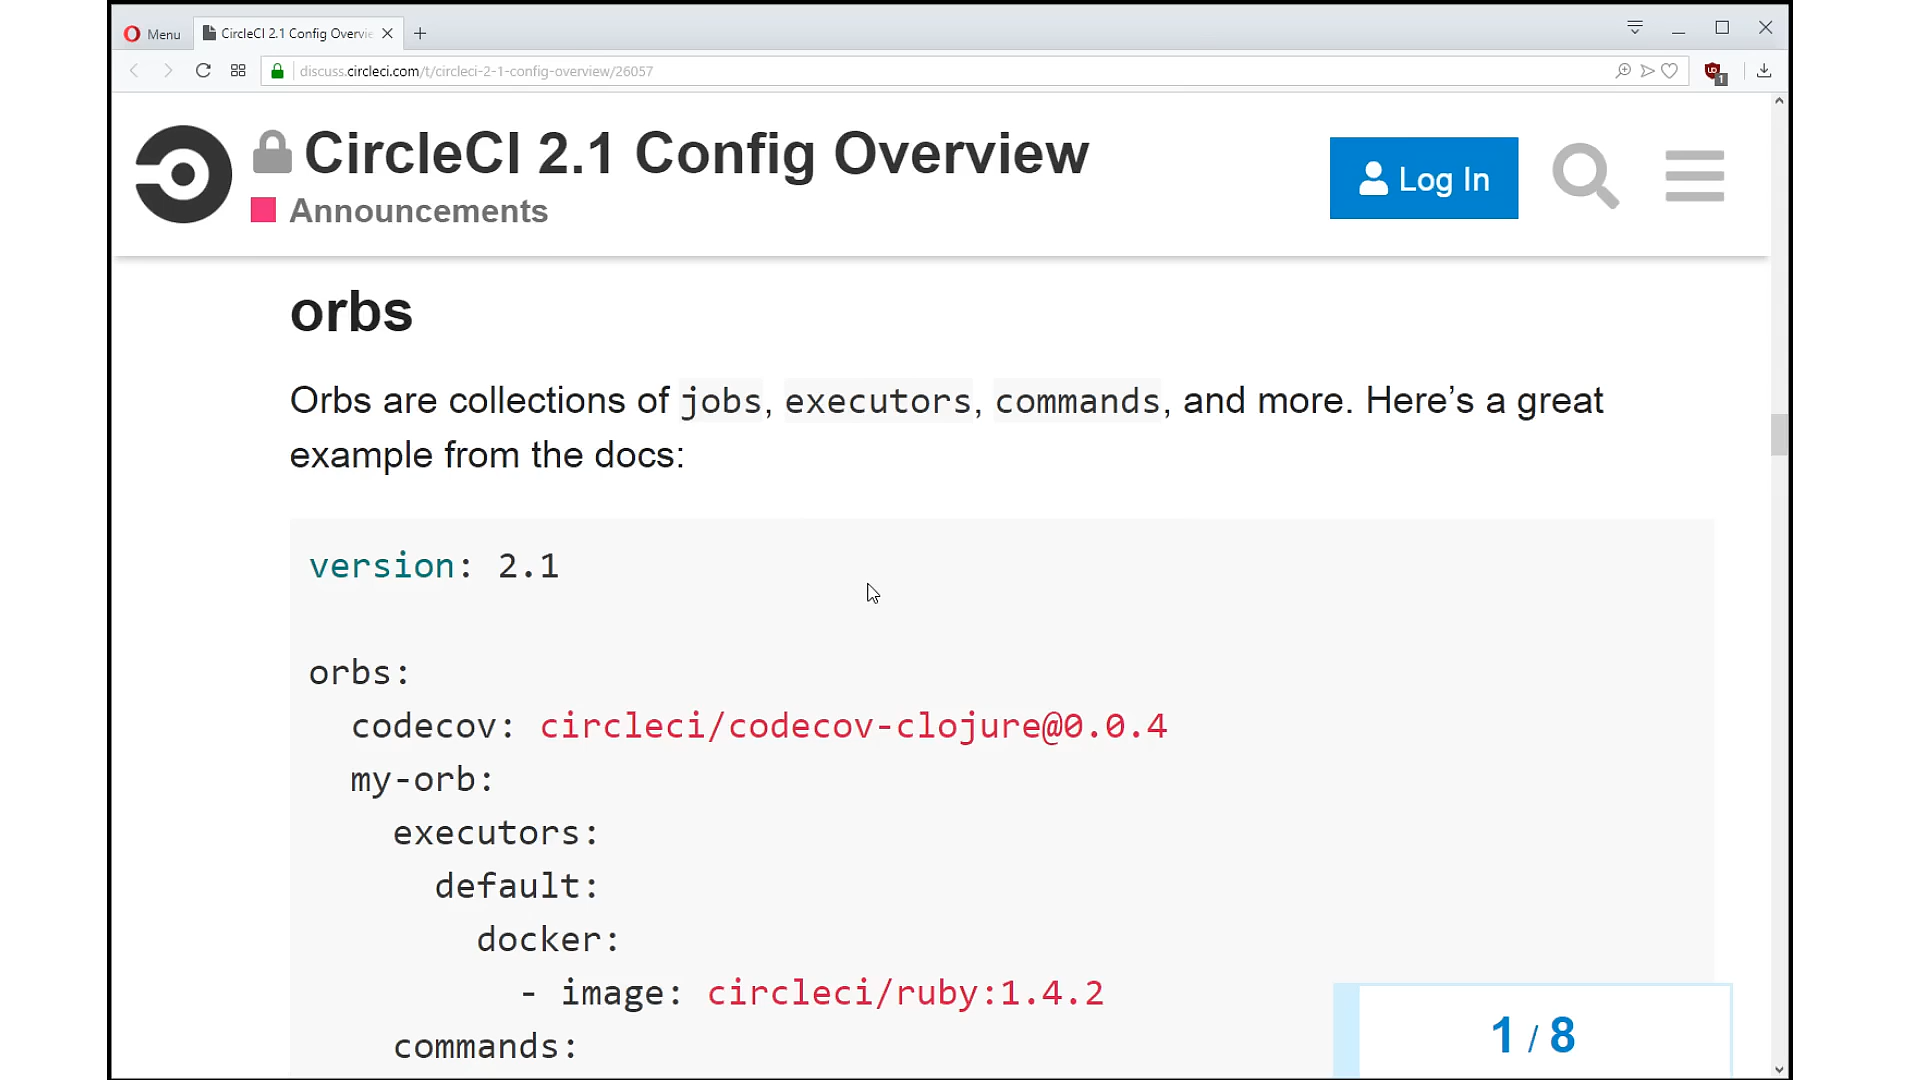 Menu
CircleCI 2.1 Config Overvie
discuss.circleci.com/t/circleci-2-1-config-overview/26057
1
CircleCI 2.1 Config Overview
Announcements
Log In
orbs
Orbs are collections of jobs, executors, commands, and more. Here’s a great
example from the docs:
version: 2.1
orbs:
codecov: circleci/codecov-clojure@0.0.4
my-orb:
executors:
default:
docker:
- image: circleci/ruby:1.4.2
commands:
1 / 8